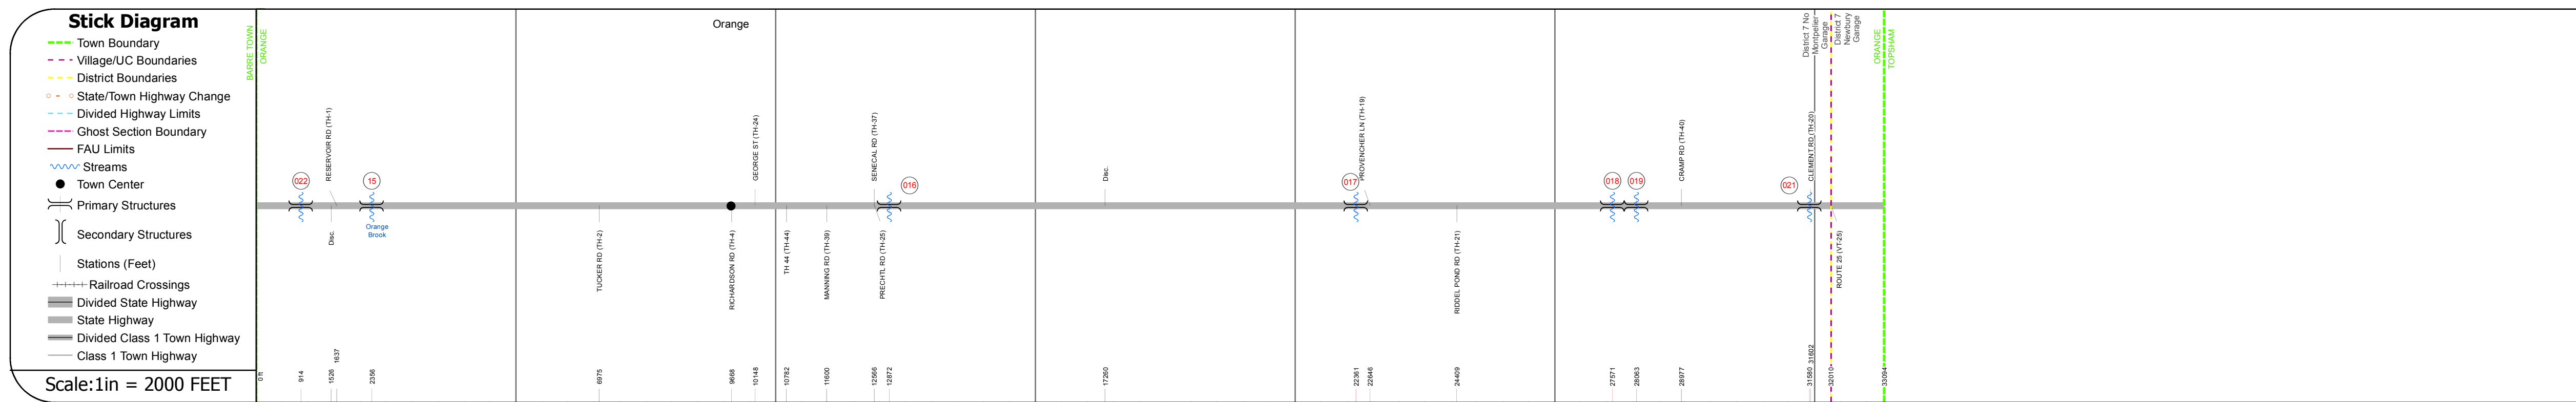 Stick Diagram
Town Boundary
Village/UC Boundaries
District Boundaries
State/Town Highway Change
Divided Highway Limits
Ghost Section Boundary
FAU Limits
Streams
Town Center
Primary Structures
Secondary Structures
Stations (Feet)
Railroad Crossings
Divided State Highway
State Highway
Divided Class 1 Town Highway
Class 1 Town Highway
Scale:1in = 2000 FEET
BARRE TOWN
ORANGE
Orange
District 7 No
Montpelier
Garage
District 7
Newbury
Garage
ORANGE
TOPSHAM
022
RESERVOIR RD (TH-1)
Disc.
15
Orange
Brook
TUCKER RD (TH-2)
RICHARDSON RD (TH-4)
GEORGE ST (TH-24)
TH 44 (TH-44)
MANNING RD (TH-39)
SENECAL RD (TH-37)
PRECHTL RD (TH-25)
016
Disc.
017
PROVENCHER LN (TH-19)
RIDDEL POND RD (TH-21)
018
019
CRAMP RD (TH-40)
021
CLEMENT RD (TH-20)
ROUTE 25 (VT-25)
0 ft
914
1526
1637
2356
6975
9668
10148
10782
11600
12566
12872
17260
22361
22646
24409
27571
28063
28977
31580
31602
32010
33094